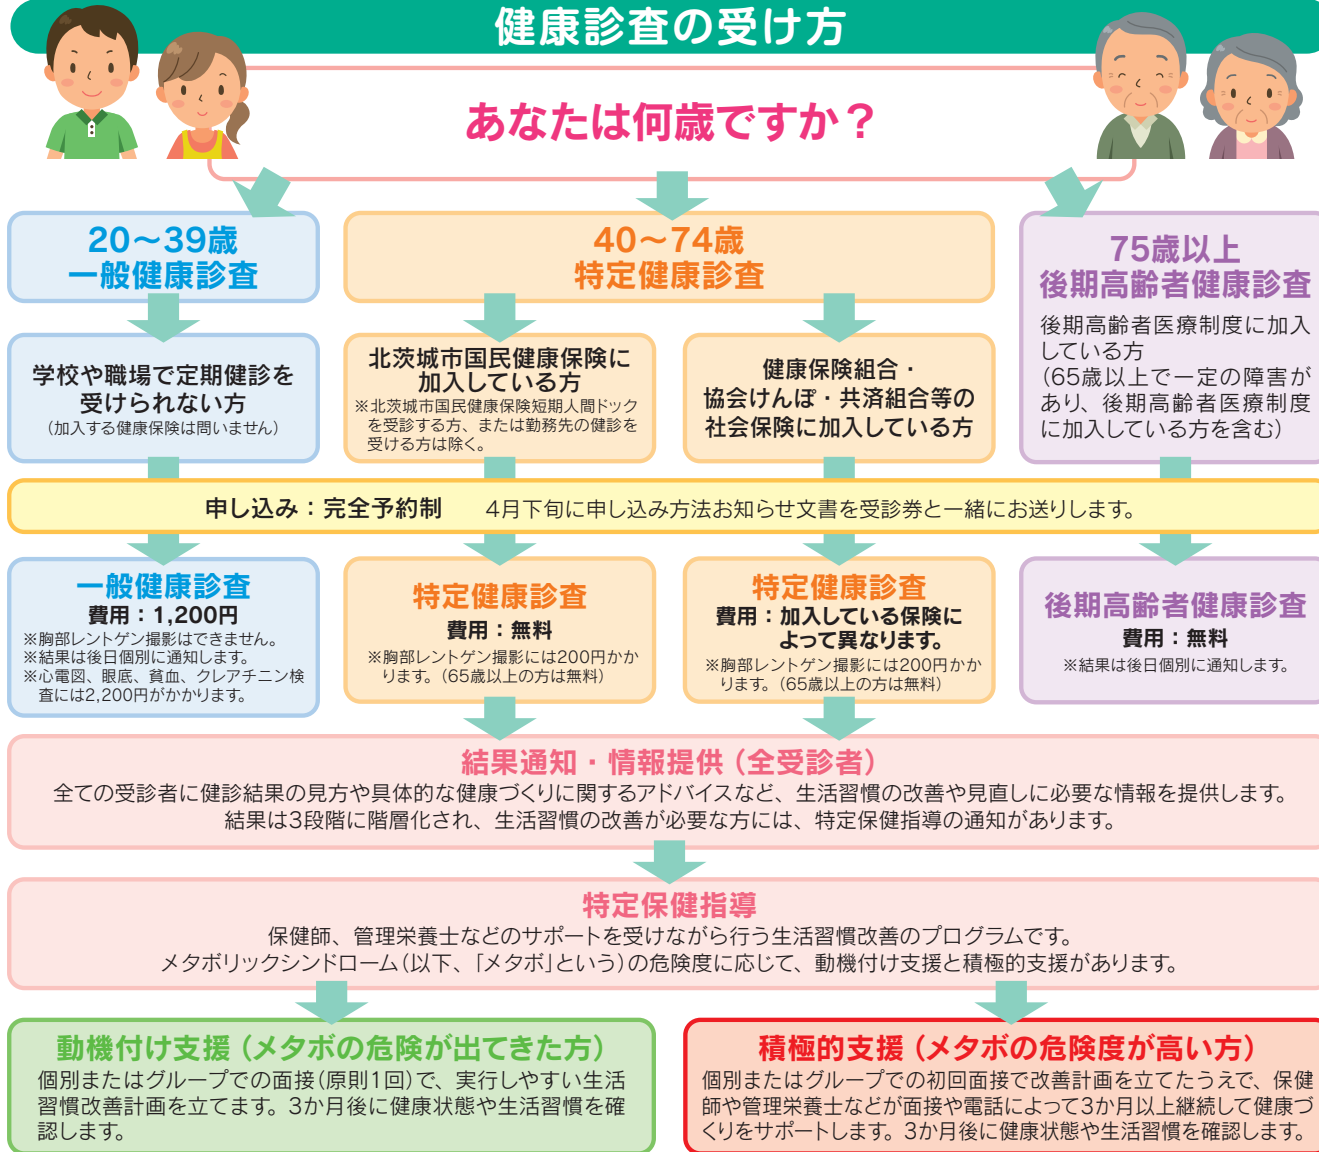 健康診査の受け方
あなたは何歳ですか？
20～39歳
一般健康診査
40～74歳
特定健康診査
75歳以上
後期高齢者健康診査
後期高齢者医療制度に加入
している方
（65歳以上で一定の障害が
あり、後期高齢者医療制度
に加入している方を含む）
学校や職場で定期健診を
受けられない方
（加入する健康保険は問いません）
北茨城市国民健康保険に
加入している方
※北茨城市国民健康保険短期人間ドック
を受診する方、または勤務先の健診を
受ける方は除く。
健康保険組合・
協会けんぽ・共済組合等の
社会保険に加入している方
申し込み：完全予約制　4月下旬に申し込み方法お知らせ文書を受診券と一緒にお送りします。
一般健康診査
費用：1,200円
※胸部レントゲン撮影はできません。
※結果は後日個別に通知します。
※心電図、眼底、貧血、クレアチニン検
査には2,200円がかかります。
特定健康診査
費用：無料
※胸部レントゲン撮影には200円かか
ります。（65歳以上の方は無料）
特定健康診査
費用：加入している保険に
よって異なります。
※胸部レントゲン撮影には200円かか
ります。（65歳以上の方は無料）
後期高齢者健康診査
費用：無料
※結果は後日個別に通知します。
結果通知・情報提供（全受診者）
全ての受診者に健診結果の見方や具体的な健康づくりに関するアドバイスなど、生活習慣の改善や見直しに必要な情報を提供します。
結果は3段階に階層化され、生活習慣の改善が必要な方には、特定保健指導の通知があります。
特定保健指導
保健師、管理栄養士などのサポートを受けながら行う生活習慣改善のプログラムです。
メタボリックシンドローム（以下、「メタボ」という）の危険度に応じて、動機付け支援と積極的支援があります。
動機付け支援（メタボの危険が出てきた方）
個別またはグループでの面接（原則1回）で、実行しやすい生活
習慣改善計画を立てます。3か月後に健康状態や生活習慣を確
認します。
積極的支援（メタボの危険度が高い方）
個別またはグループでの初回面接で改善計画を立てたうえで、保健
師や管理栄養士などが面接や電話によって3か月以上継続して健康づ
くりをサポートします。3か月後に健康状態や生活習慣を確認します。